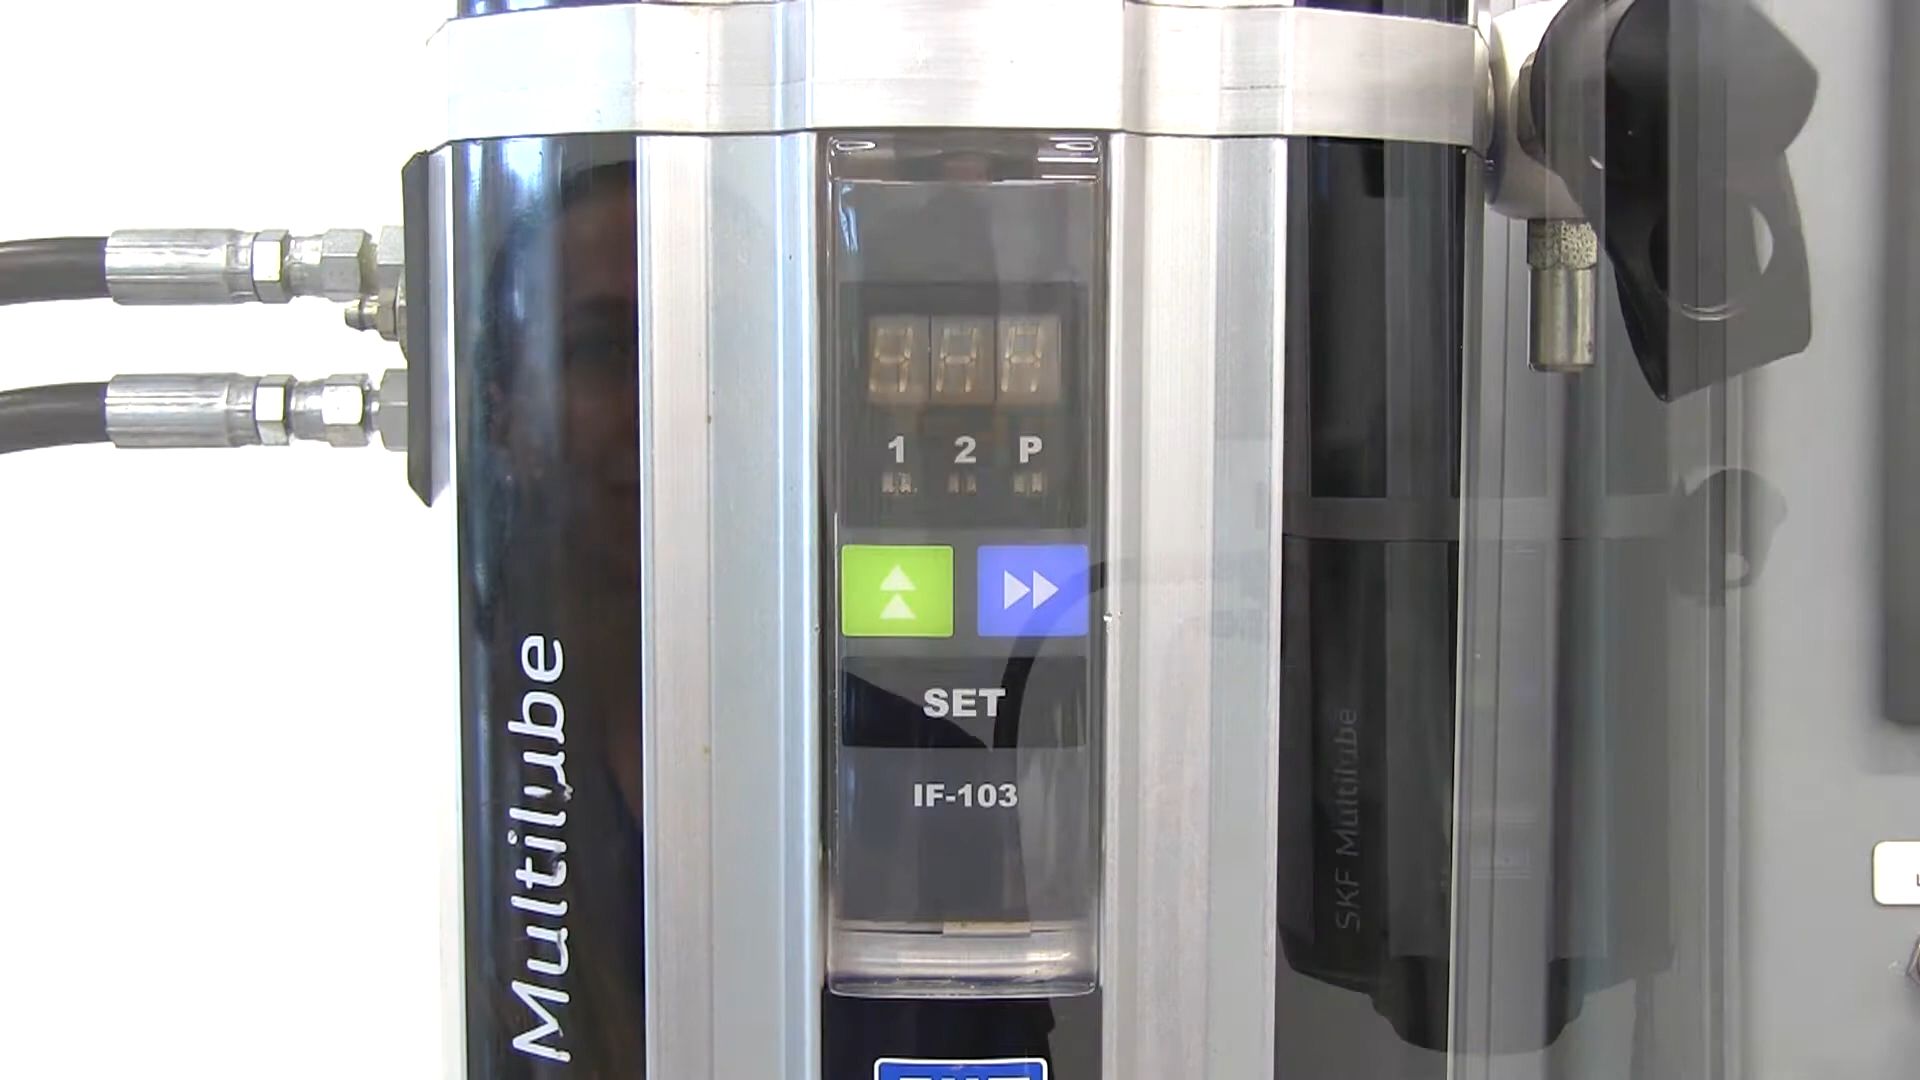 1 2 P
SET
IF-103
Multilube
SKF Multilube